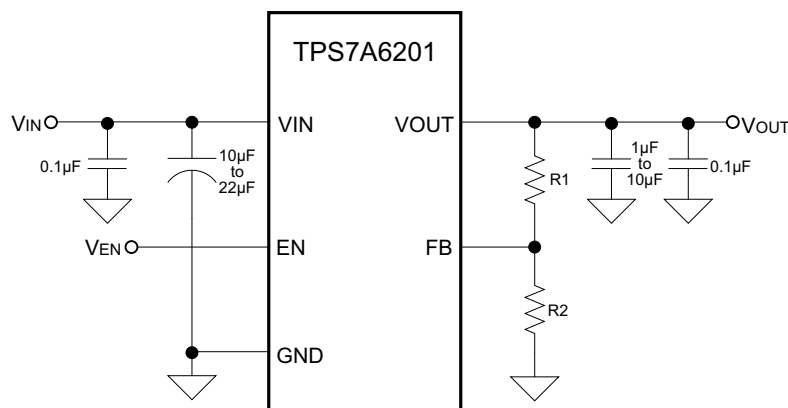 TPS7A6201
VIN
VIN
VOUT
VOUT
0.1µF
10µF
to
22µF
R1
1µF
to
10µF
0.1µF
VEN
EN
FB
R2
GND